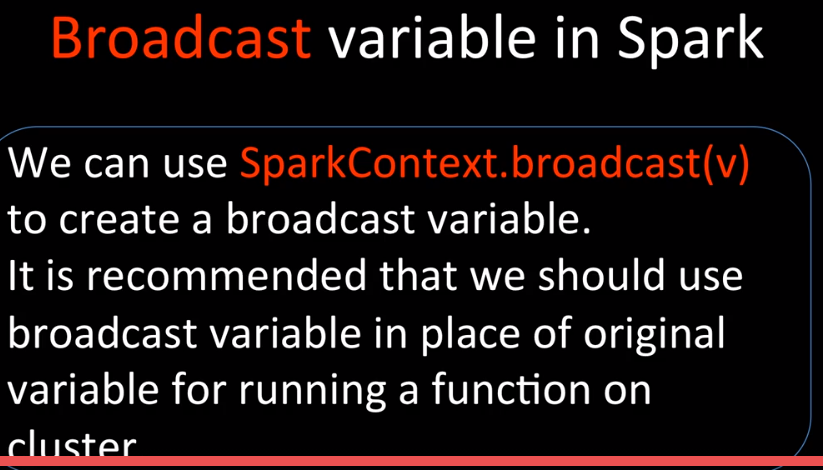 Broadcast variable in Spark
We can use SparkContext.broadcast(v)
to create a broadcast variable.
It is recommended that we should use
broadcast variable in place of original
variable for running a function on
cluster